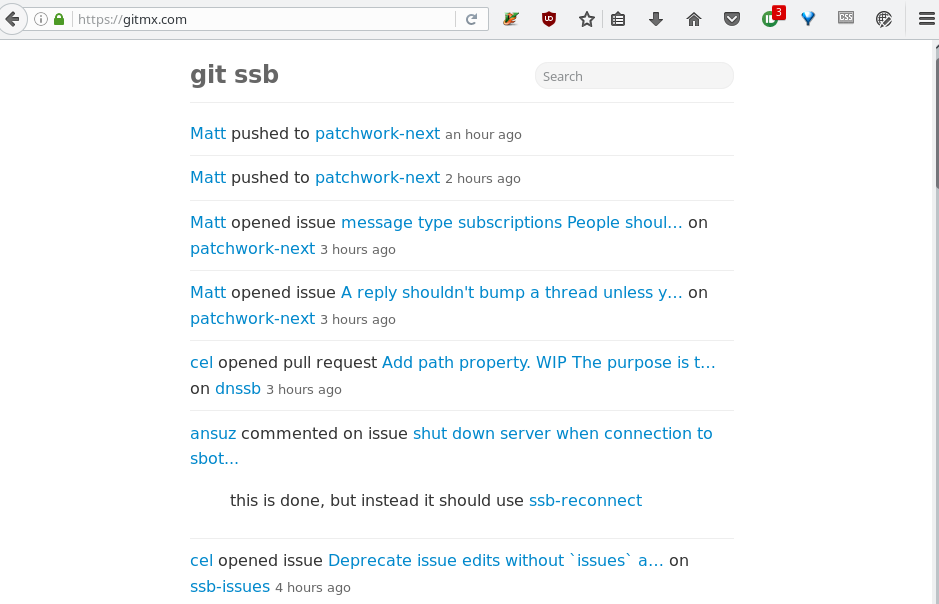 https://gitmx.com
UD
3
CSS
git ssb
Search
Matt pushed to patchwork-next an hour ago
Matt pushed to patchwork-next 2 hours ago
Matt opened issue message type subscriptions People shoul... on
patchwork-next 3 hours ago
Matt opened issue A reply shouldn't bump a thread unless y... on
patchwork-next 3 hours ago
cel opened pull request Add path property. WIP The purpose is t...
on dnssb 3 hours ago
ansuz commented on issue shut down server when connection to
sbot...
this is done, but instead it should use ssb-reconnect
cel opened issue Deprecate issue edits without `issues` a... on
ssb-issues 4 hours ago